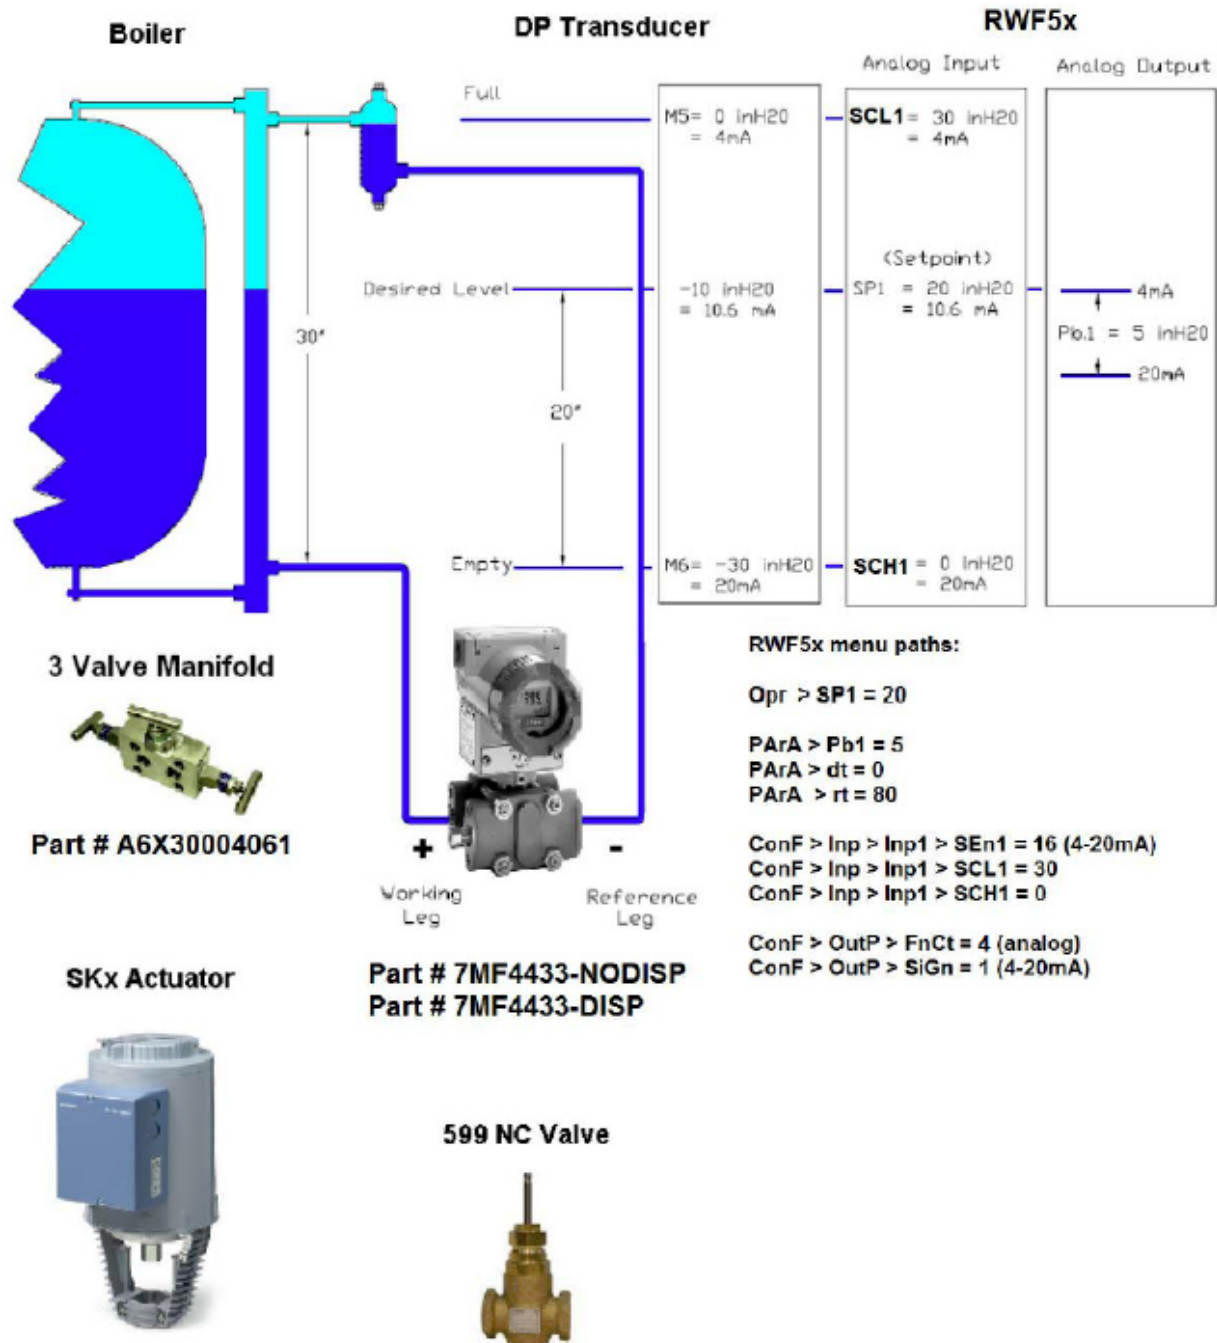 Boiler
DP Transducer
RWF5x
Analog Input
Analog Output
Full
M5= 0 inH20
= 4mA
SCL1 = 30 inH20
= 4mA
(Setpoint)
Desired Level
-10 inH20
= 10.6 mA
SP1 = 20 inH20
= 10.6 mA
4mA
Pb.1 = 5 inH20
20mA
30"
20"
Empty
M6= -30 inH20
= 20mA
SCH1 = 0 inH20
= 20mA
3 Valve Manifold
Part # A6X30004061
+
-
Working
Leg
Reference
Leg
Part # 7MF4433-NODISP
Part # 7MF4433-DISP
RWF5x menu paths:
Opr > SP1 = 20
PArA > Pb1 = 5
PArA > dt = 0
PArA > rt = 80
ConF > Inp > Inp1 > SEn1 = 16 (4-20mA)
ConF > Inp > Inp1 > SCL1 = 30
ConF > Inp > Inp1 > SCH1 = 0
ConF > OutP > FnCt = 4 (analog)
ConF > OutP > SiGn = 1 (4-20mA)
SKx Actuator
599 NC Valve